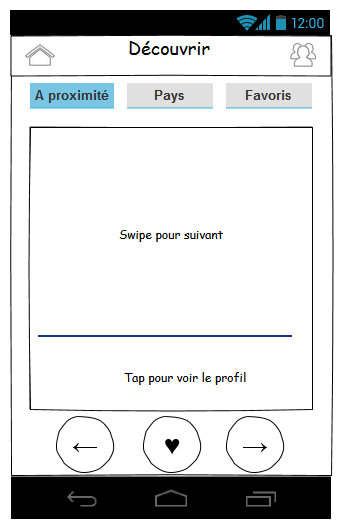 12:00
Découvrir
A proximité Pays Favoris
Swipe pour suivant
Tap pour voir le profil